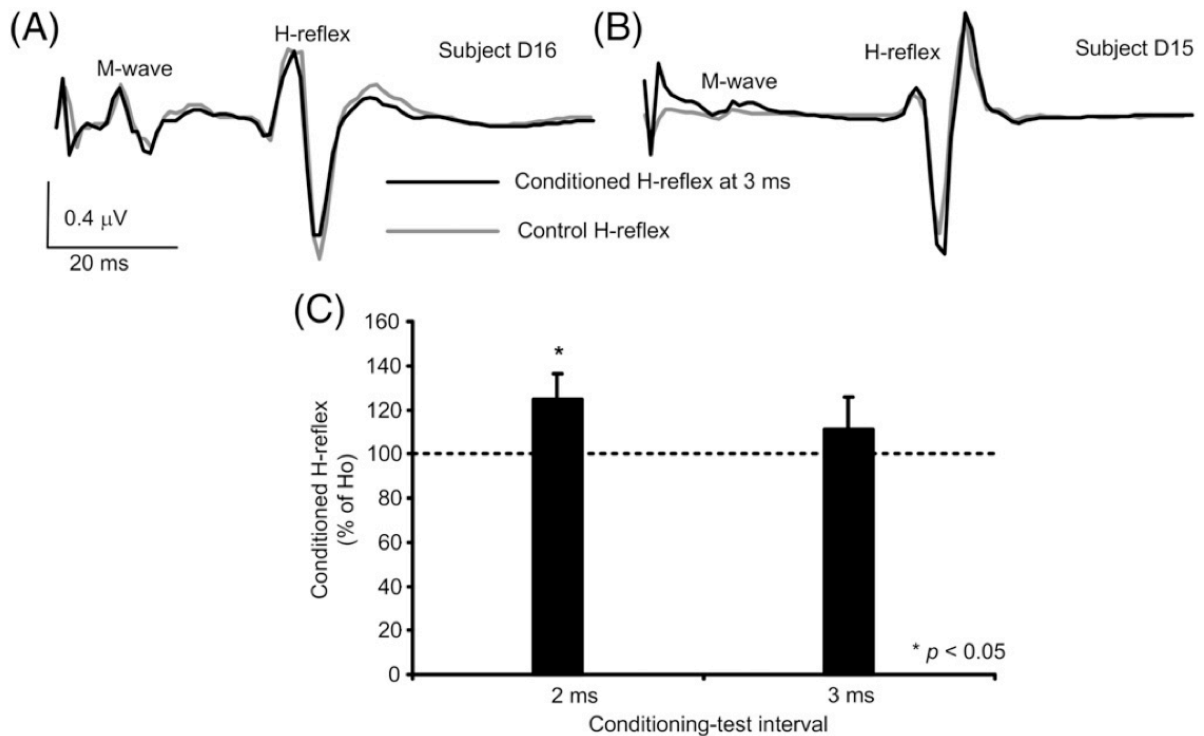 (A)
H-reflex
Subject D16
M-wave
0.4 µV
20 ms
(B)
H-reflex
Subject D15
M-wave
Conditioned H-reflex at 3 ms
Control H-reflex
(C)
Conditioned H-reflex
(% of Ho)
160
140
120
100
80
60
40
20
0
*
* p < 0.05
2 ms
3 ms
Conditioning-test interval